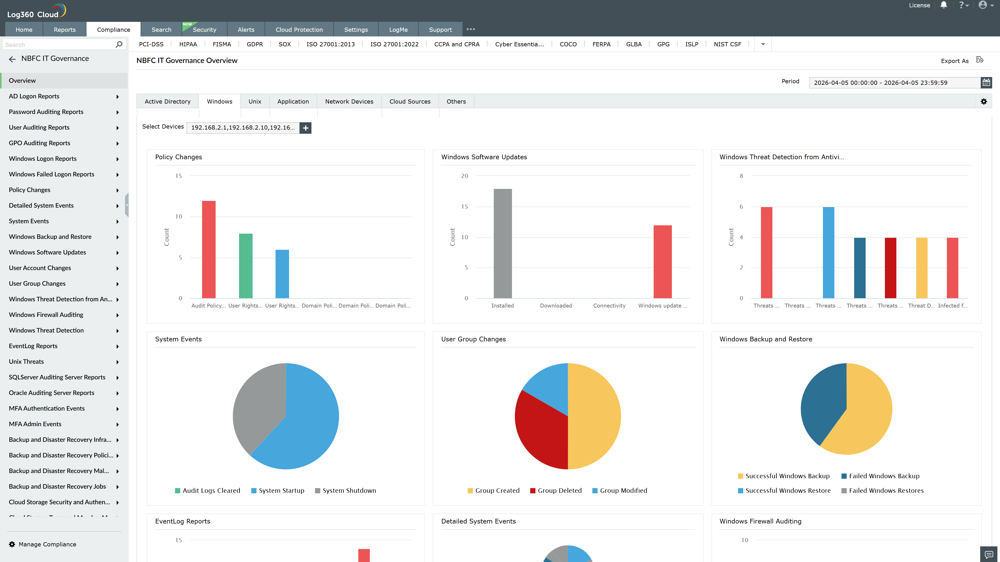 License
?
Log360 Cloud
Home
Reports
Compliance
Search
NEW
Security
Alerts
Cloud Protection
Settings
LogMe
Support
Search
PCI-DSS
HIPAA
FISMA
GDPR
SOX
ISO 27001:2013
ISO 27001:2022
CCPA and CPRA
Cyber Essentia...
COCO
FERPA
GLBA
GPG
ISLP
NIST CSF
NBFC IT Governance
Overview
AD Logon Reports
Password Auditing Reports
User Auditing Reports
GPO Auditing Reports
Windows Logon Reports
Windows Failed Logon Reports
Policy Changes
Detailed System Events
System Events
Windows Backup and Restore
Windows Software Updates
User Account Changes
User Group Changes
Windows Threat Detection from An...
Windows Firewall Auditing
Windows Threat Detection
EventLog Reports
Unix Threats
SQLServer Auditing Server Reports
Oracle Auditing Server Reports
MFA Authentication Events
MFA Admin Events
Backup and Disaster Recovery Infra...
Backup and Disaster Recovery Polici...
Backup and Disaster Recovery Mal...
Backup and Disaster Recovery Jobs
Cloud Storage Security and Authen...
Manage Compliance
NBFC IT Governance Overview
Export As
Period
2026-04-05 00:00:00 - 2026-04-05 23:59:59
Active Directory
Windows
Unix
Application
Network Devices
Cloud Sources
Others
Select Devices
192.168.2.1,192.168.2.10,192.16...
Policy Changes
15
10
5
0
Count
Audit Policy...
User Rights...
User Rights...
Domain Poli...
Domain Poli...
Domain Poli...
Windows Software Updates
20
15
10
5
0
Count
Installed
Downloaded
Connectivity
Windows update ...
Windows Threat Detection from Antivi...
8
6
4
2
0
Count
Threats ...
Threats ...
Threats ...
Threats ...
Threats ...
Threat D...
Infected f...
System Events
Audit Logs Cleared
System Startup
System Shutdown
User Group Changes
Group Created
Group Deleted
Group Modified
Windows Backup and Restore
Successful Windows Backup
Failed Windows Backup
Successful Windows Restore
Failed Windows Restores
EventLog Reports
15
Detailed System Events
Windows Firewall Auditing
10